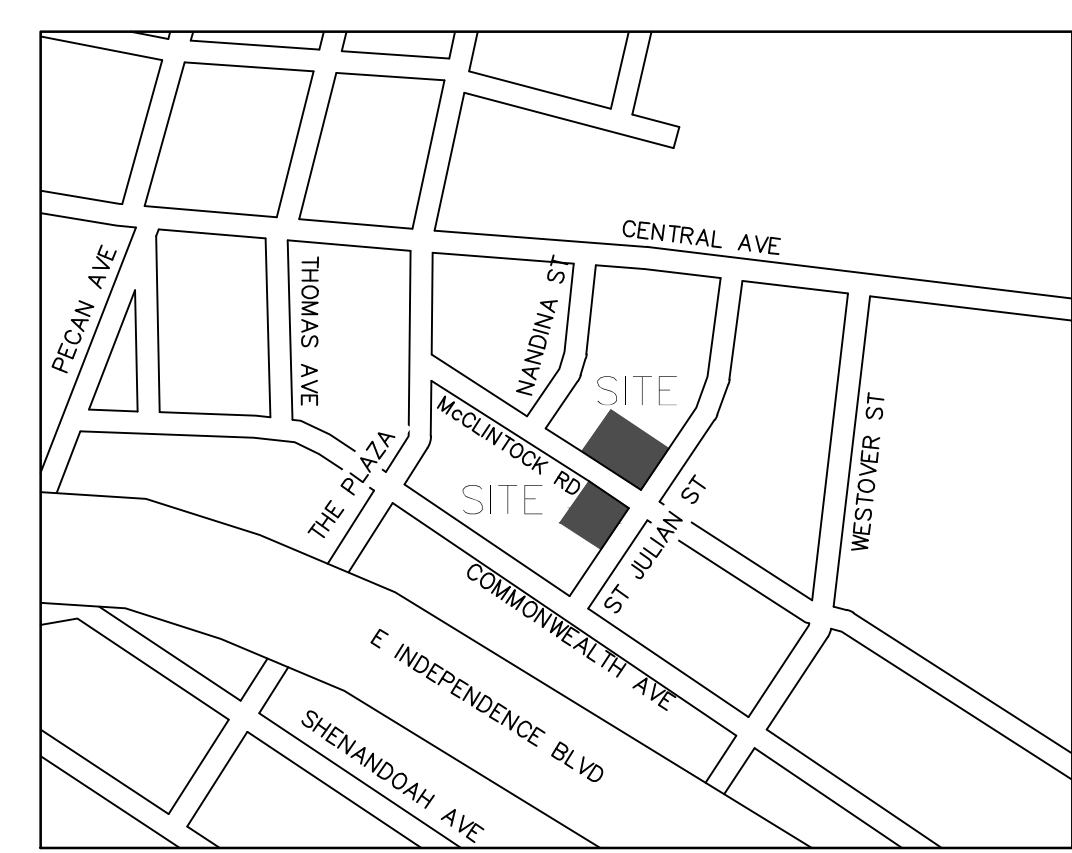 CENTRAL AVE
PECAN AVE
THOMAS AVE
NANDINA ST
SITE
McCLINTOCK RD
WESTOVER ST
THE PLAZA
SITE
ST JULIAN ST
COMMONWEALTH AVE
E INDEPENDENCE BLVD
SHENANDOAH AVE